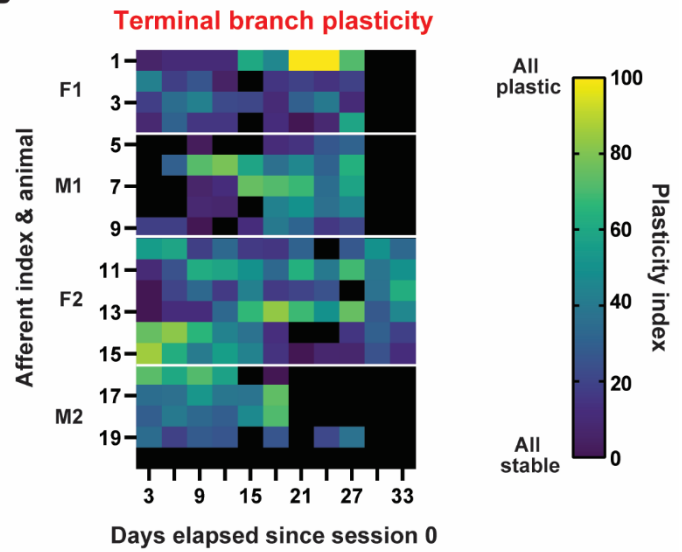 Terminal branch plasticity
Afferent index & animal
F1
M1
F2
M2
1
3
5
7
9
11
13
15
17
19
3 9 15 21 27 33
Days elapsed since session 0
All
plastic
All
stable
100
80
60
40
20
0
Plasticity index